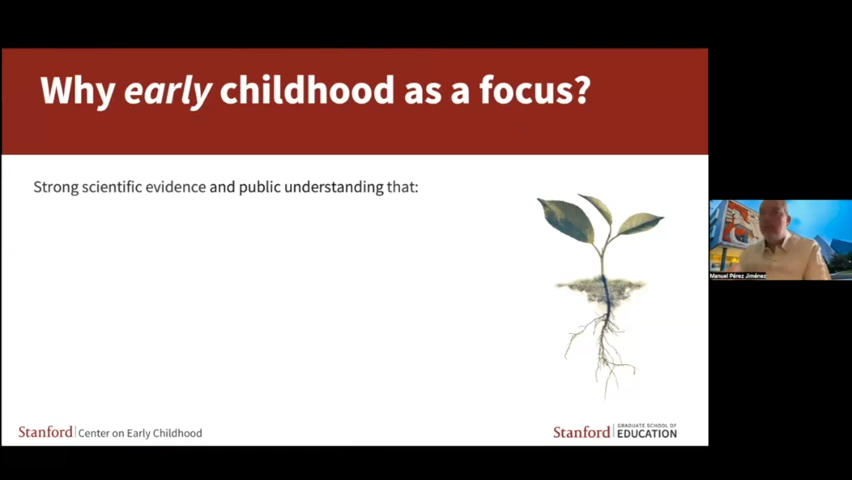 Why early childhood as a focus?
Strong scientific evidence and public understanding that:
Manuel Pérez Jiménez
Stanford | Center on Early Childhood
Stanford | GRADUATE SCHOOL OF
EDUCATION